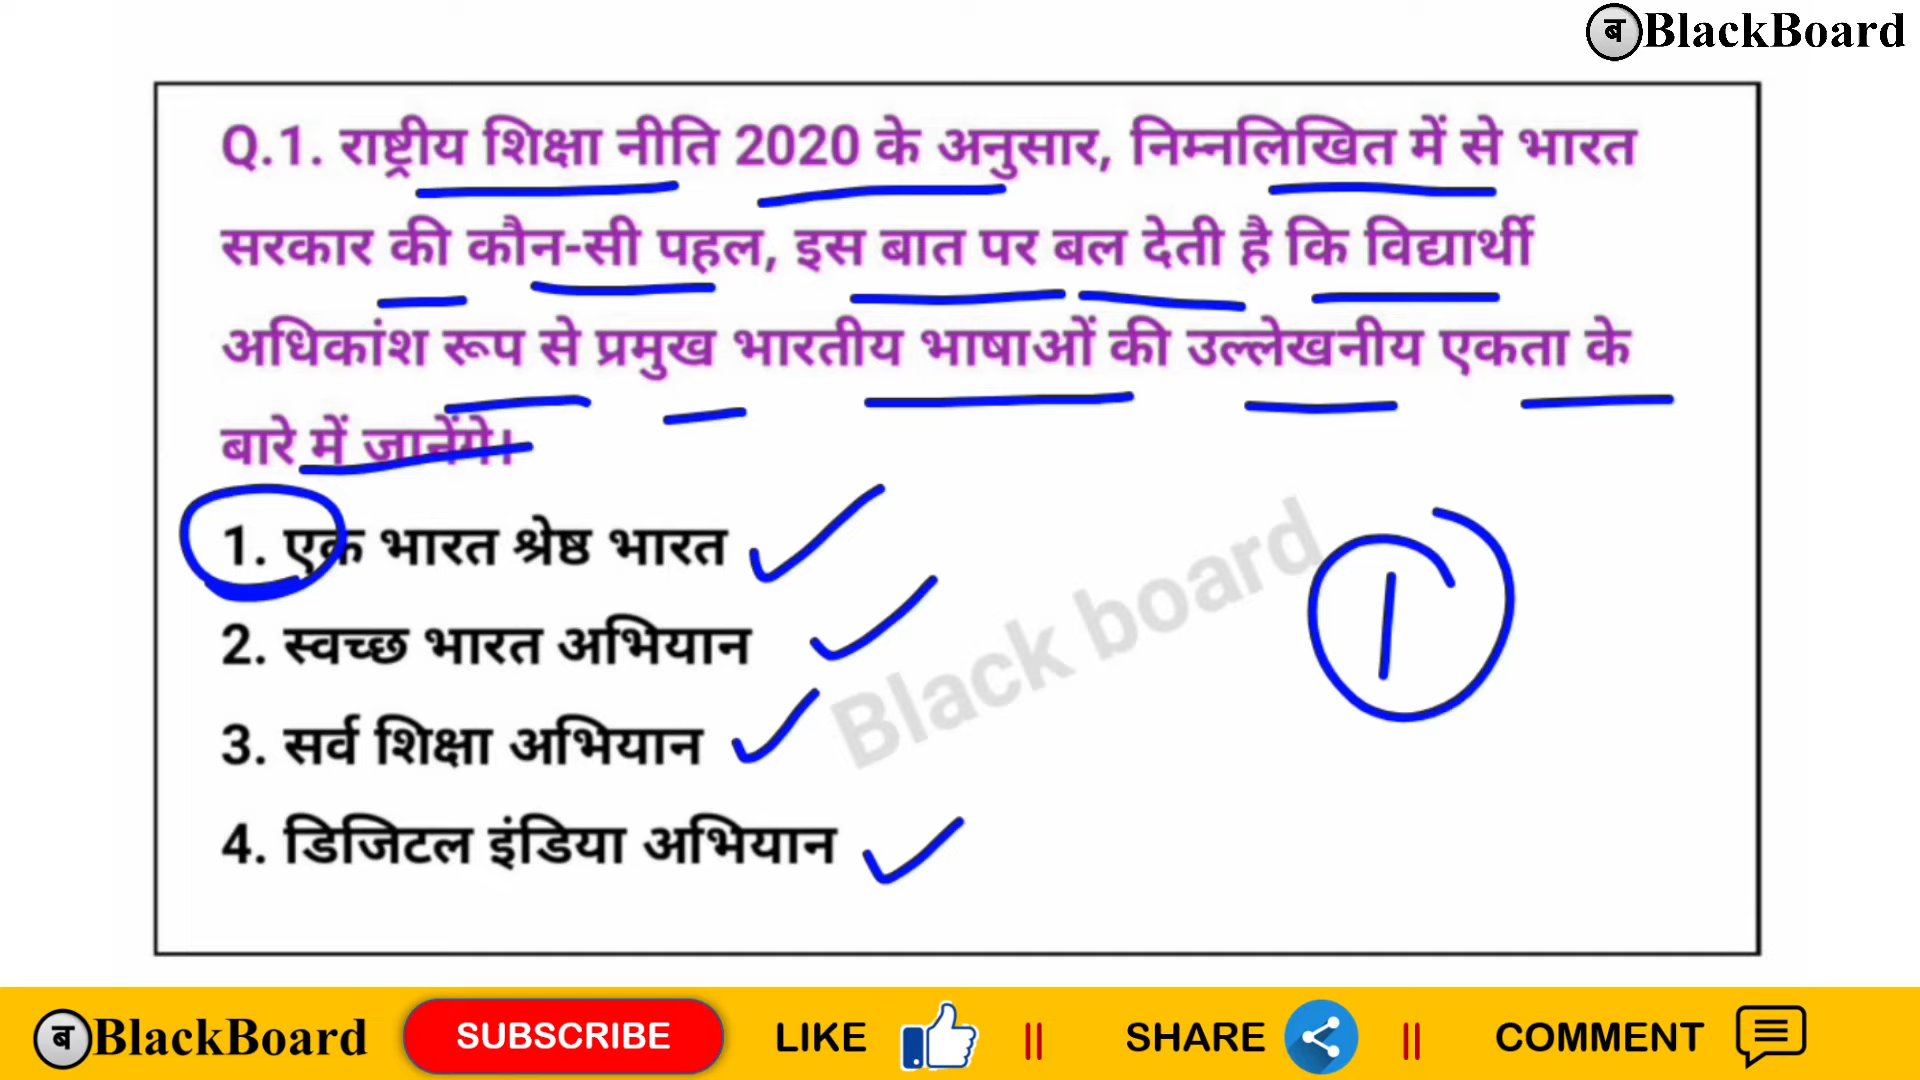 ब BlackBoard
Q.1. राष्ट्रीय शिक्षा नीति 2020 के अनुसार, निम्नलिखित में से भारत
सरकार की कौन-सी पहल, इस बात पर बल देती है कि विद्यार्थी
अधिकांश रूप से प्रमुख भारतीय भाषाओं की उल्लेखनीय एकता के
बारे में जानेंगे।
1. एक भारत श्रेष्ठ भारत
2. स्वच्छ भारत अभियान
3. सर्व शिक्षा अभियान
4. डिजिटल इंडिया अभियान
Black board
1
ब BlackBoard SUBSCRIBE LIKE || SHARE || COMMENT